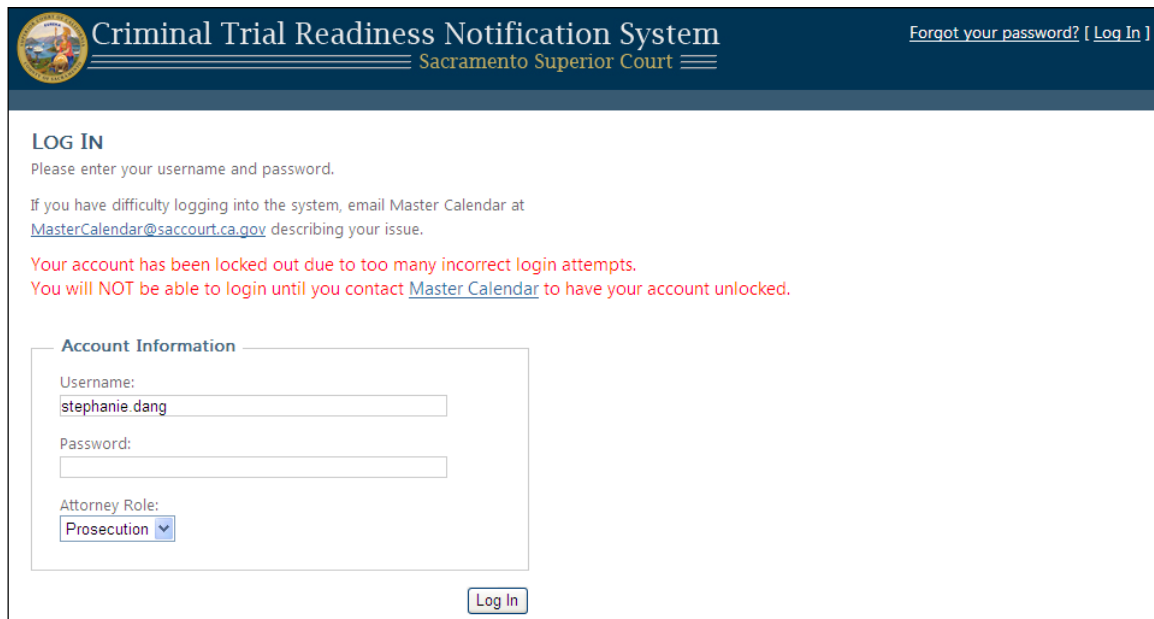 Criminal Trial Readiness Notification System
Sacramento Superior Court
Forgot your password? [ Log In ]
LOG IN
Please enter your username and password.
If you have difficulty logging into the system, email Master Calendar at
MasterCalendar@saccourt.ca.gov describing your issue.
Your account has been locked out due to too many incorrect login attempts.
You will NOT be able to login until you contact Master Calendar to have your account unlocked.
Account Information
Username:
stephanie.dang
Password:
Attorney Role:
Prosecution
Log In